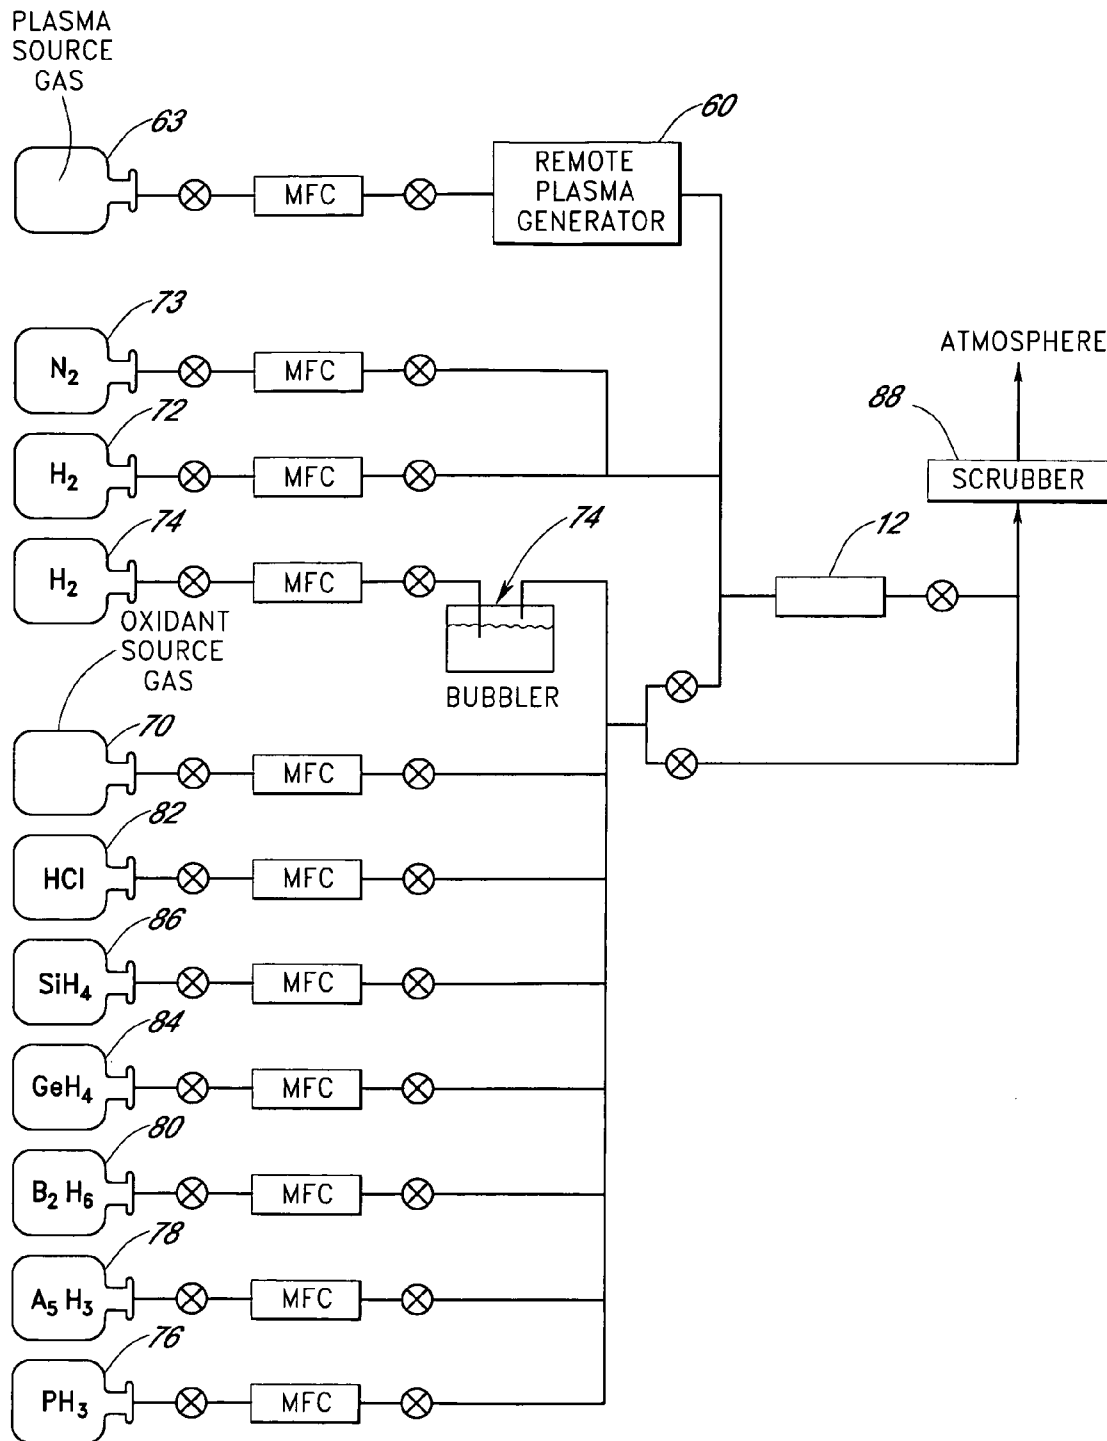 PLASMA
SOURCE
GAS
63
MFC
60
REMOTE
PLASMA
GENERATOR
73
N₂
MFC
72
H₂
MFC
74
H₂
MFC
74
BUBBLER
12
ATMOSPHERE
88
SCRUBBER
OXIDANT
SOURCE
GAS
70
MFC
82
HCl
MFC
86
SiH₄
MFC
84
GeH₄
MFC
80
B₂ H₆
MFC
78
A₅ H₃
MFC
76
PH₃
MFC